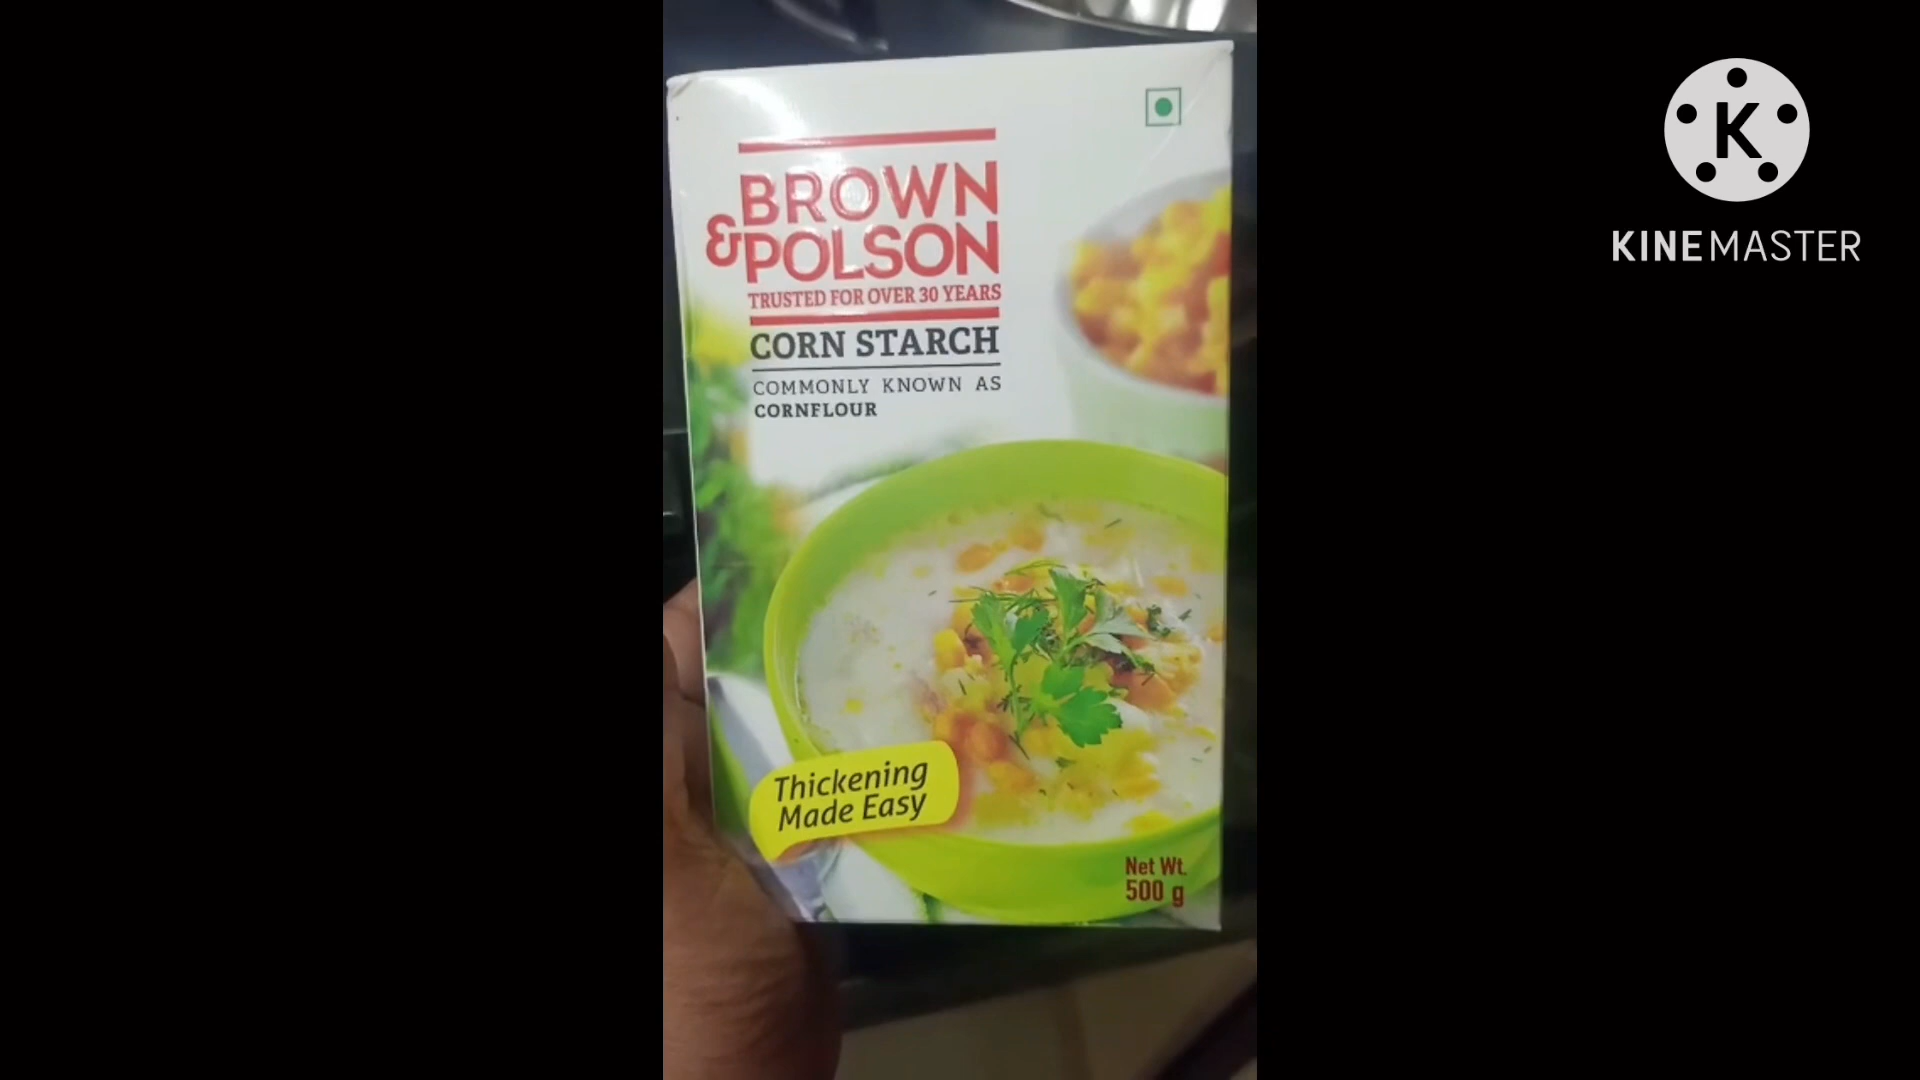 BROWN
& POLSON
TRUSTED FOR OVER 30 YEARS
CORN STARCH
COMMONLY KNOWN AS
CORNFLOUR
Thickening
Made Easy
Net Wt.
500 g
K
KINEMASTER